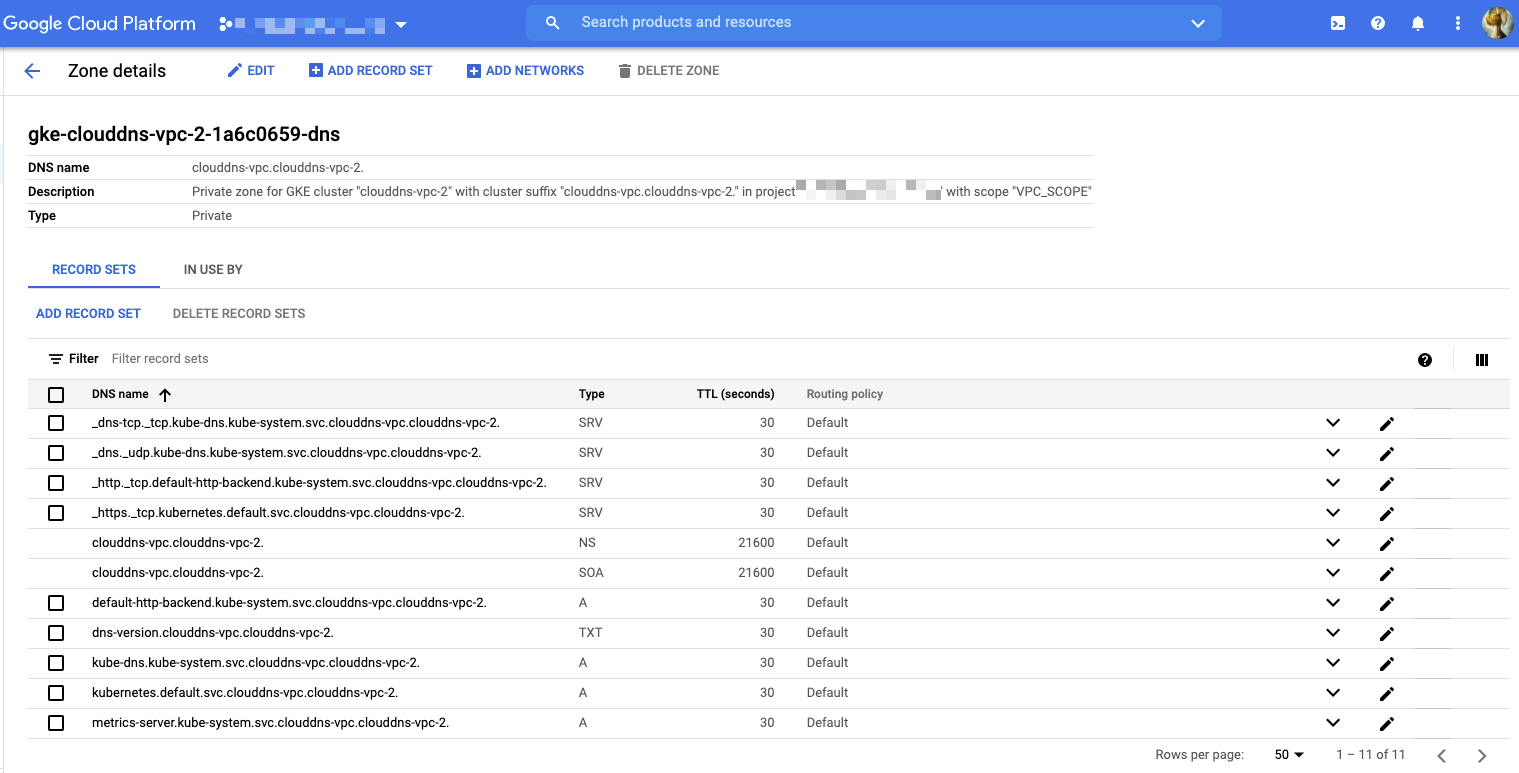 Google Cloud Platform
Search products and resources
Zone details EDIT ADD RECORD SET ADD NETWORKS DELETE ZONE
gke-clouddns-vpc-2-1a6c0659-dns
DNS name clouddns-vpc.clouddns-vpc-2.
Description Private zone for GKE cluster "clouddns-vpc-2" with cluster suffix "clouddns-vpc.clouddns-vpc-2." in project ' with scope "VPC_SCOPE"
Type Private
RECORD SETS IN USE BY
ADD RECORD SET DELETE RECORD SETS
Filter Filter record sets
DNS name Type TTL (seconds) Routing policy
_dns-tcp._tcp.kube-dns.kube-system.svc.clouddns-vpc.clouddns-vpc-2. SRV 30 Default
_dns._udp.kube-dns.kube-system.svc.clouddns-vpc.clouddns-vpc-2. SRV 30 Default
_http._tcp.default-http-backend.kube-system.svc.clouddns-vpc.clouddns-vpc-2. SRV 30 Default
_https._tcp.kubernetes.default.svc.clouddns-vpc.clouddns-vpc-2. SRV 30 Default
clouddns-vpc.clouddns-vpc-2. NS 21600 Default
clouddns-vpc.clouddns-vpc-2. SOA 21600 Default
default-http-backend.kube-system.svc.clouddns-vpc.clouddns-vpc-2. A 30 Default
dns-version.clouddns-vpc.clouddns-vpc-2. TXT 30 Default
kube-dns.kube-system.svc.clouddns-vpc.clouddns-vpc-2. A 30 Default
kubernetes.default.svc.clouddns-vpc.clouddns-vpc-2. A 30 Default
metrics-server.kube-system.svc.clouddns-vpc.clouddns-vpc-2. A 30 Default
Rows per page: 50 1 – 11 of 11